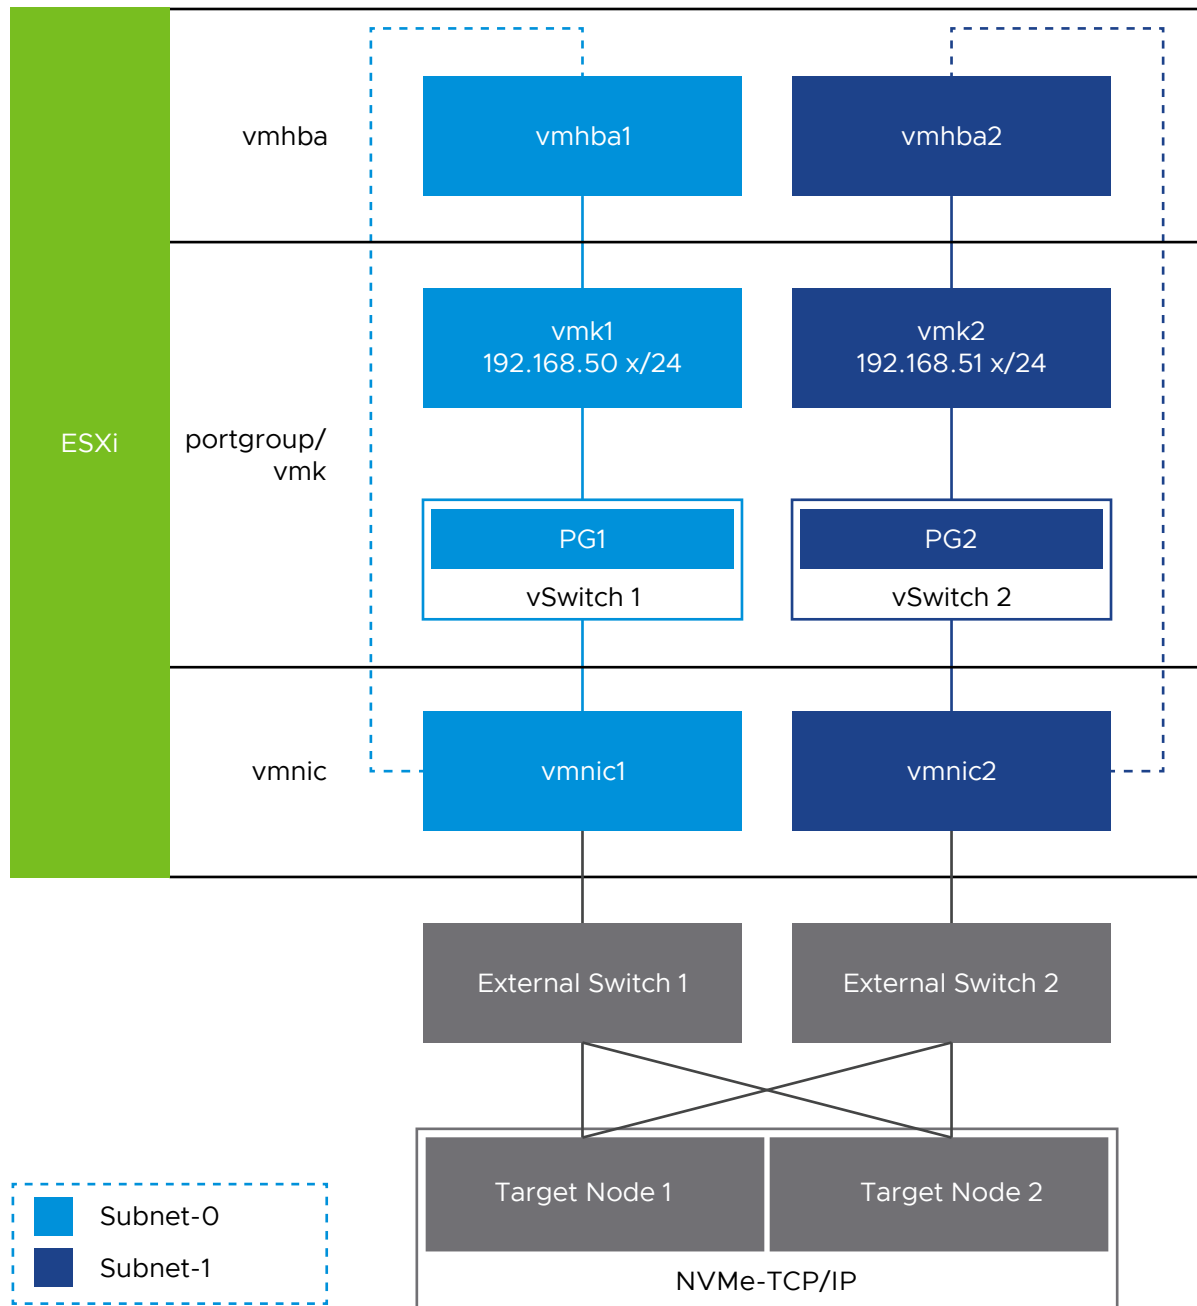 ESXi
vmhba
vmhba1
vmhba2
portgroup/
vmk
vmk1
192.168.50 x/24
vmk2
192.168.51 x/24
PG1
vSwitch 1
PG2
vSwitch 2
vmnic
vmnic1
vmnic2
External Switch 1
External Switch 2
Target Node 1
Target Node 2
NVMe-TCP/IP
Subnet-0
Subnet-1